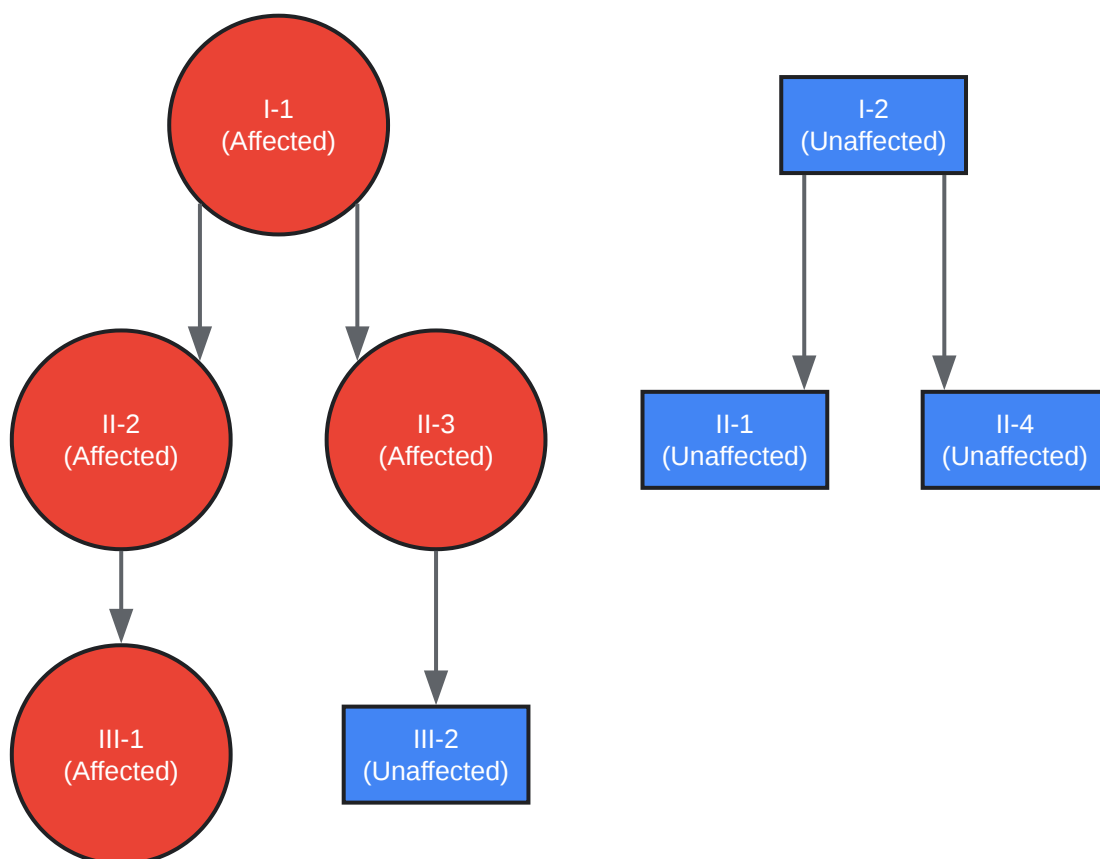 I-1
(Affected)
I-2
(Unaffected)
II-2
(Affected)
II-3
(Affected)
II-1
(Unaffected)
II-4
(Unaffected)
III-1
(Affected)
III-2
(Unaffected)